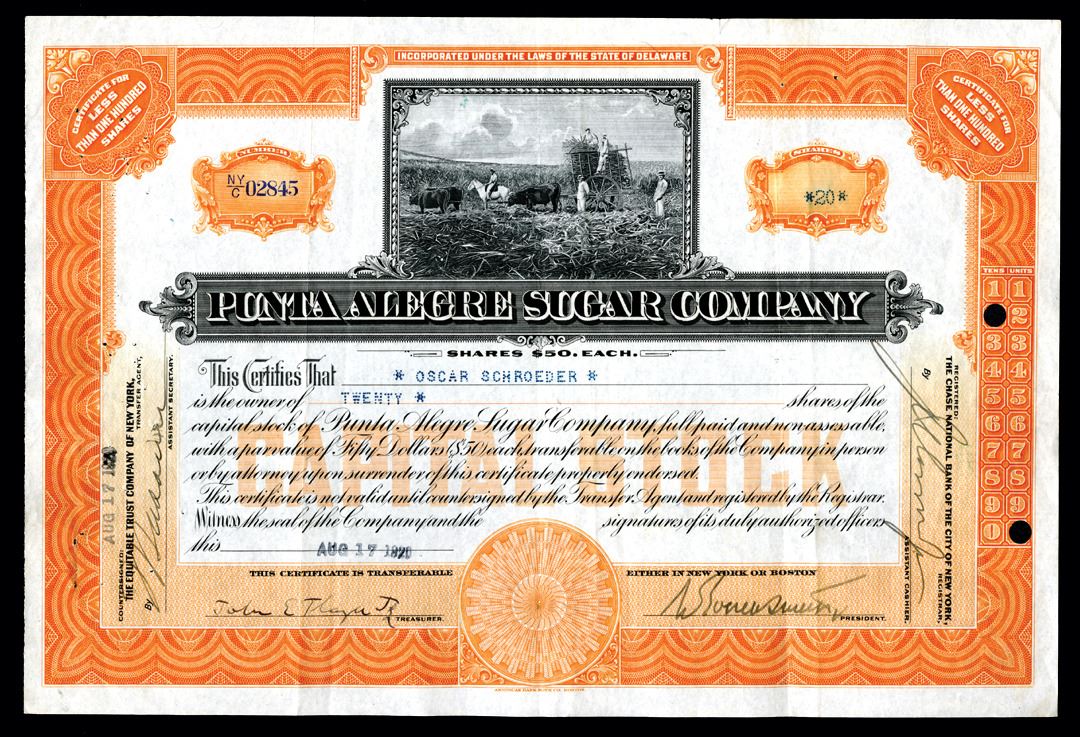 INCORPORATED UNDER THE LAWS OF THE STATE OF DELAWARE
CERTIFICATE FOR
LESS
THAN ONE HUNDRED
SHARES
CERTIFICATE FOR
LESS
THAN ONE HUNDRED
SHARES
NUMBER
NY/C 02845
SHARES
*20*
PUNTA ALEGRE SUGAR COMPANY
SHARES $50. EACH.
This Certifies That * OSCAR SCHROEDER *
is the owner of TWENTY * shares of the
capital stock of Punta Alegre Sugar Company, full paid and non assessable,
with a par value of Fifty Dollars ($50) each, transferable on the books of the Company in person
or by attorney upon surrender of this certificate properly endorsed.
This certificate is not valid until countersigned by the Transfer Agent and registered by the Registrar.
Witness the seal of the Company and the signatures of its duly authorized officers
this AUG 17 1920
CAPITAL STOCK
THIS CERTIFICATE IS TRANSFERABLE EITHER IN NEW YORK OR BOSTON
John E
TREASURER.
PRESIDENT.
AUG 17 1920
COUNTERSIGNED:
THE EQUITABLE TRUST COMPANY OF NEW YORK,
TRANSFER AGENT,
By
ASSISTANT SECRETARY.
REGISTERED:
THE CHASE NATIONAL BANK OF THE CITY OF NEW YORK,
REGISTRAR,
By
ASSISTANT CASHIER.
TENS UNITS
1 1
2
3 3
4 4
5 5
6 6
7 7
8 8
9 9
0
AMERICAN BANK NOTE CO. BOSTON.